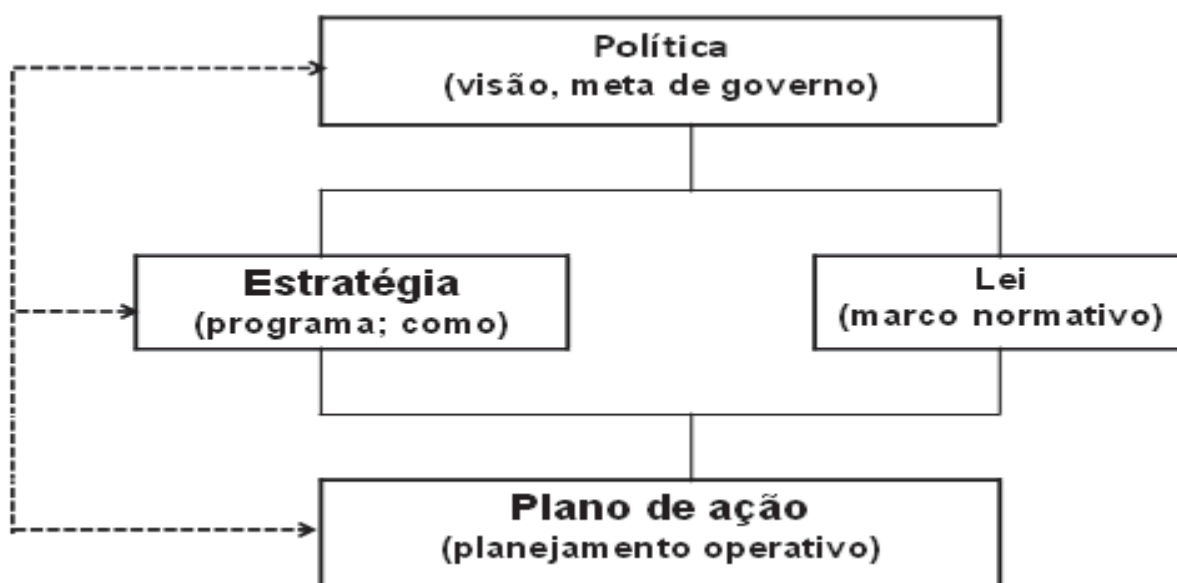 Política
(visão, meta de governo)
Estratégia
(programa; como)
Lei
(marco normativo)
Plano de ação
(planejamento operativo)